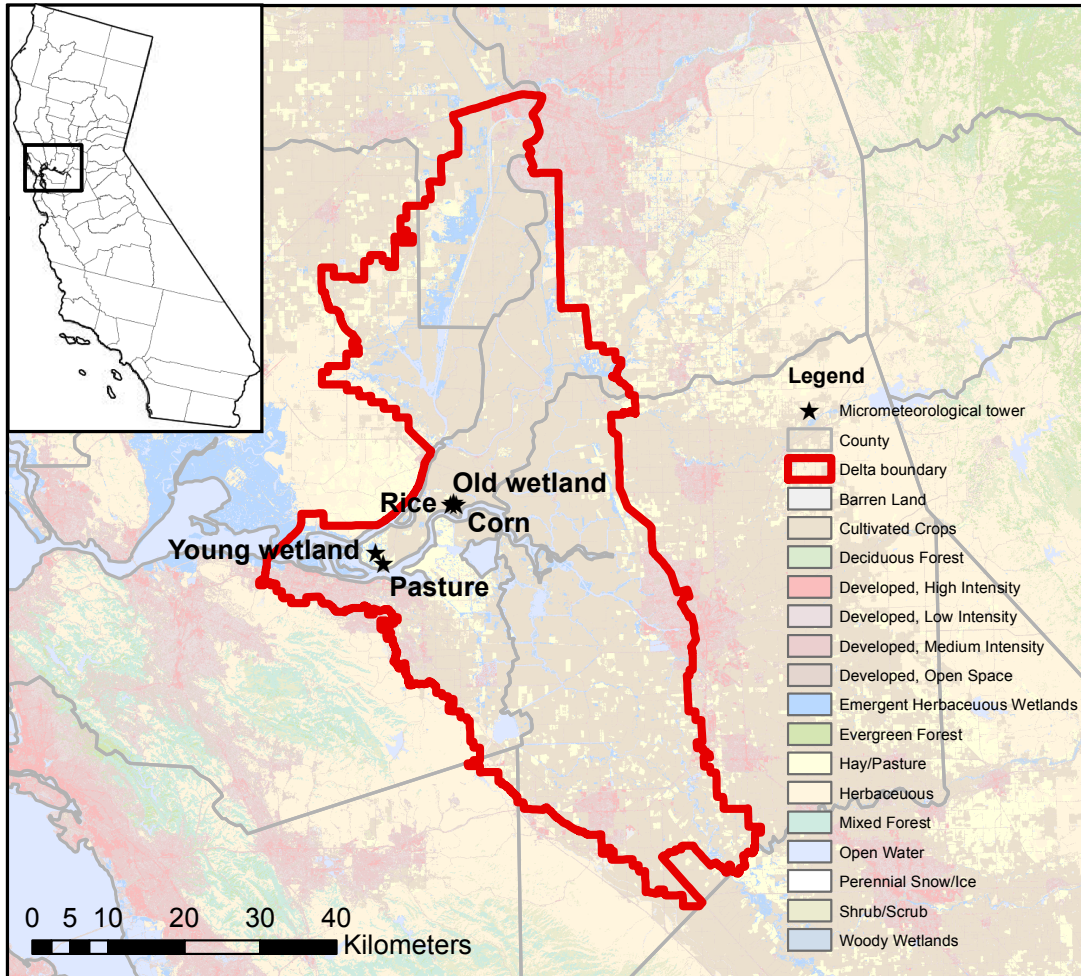 Old wetland
Rice
Corn
Young wetland
Pasture
Legend
Micrometeorological tower
County
Delta boundary
Barren Land
Cultivated Crops
Deciduous Forest
Developed, High Intensity
Developed, Low Intensity
Developed, Medium Intensity
Developed, Open Space
Emergent Herbaceuous Wetlands
Evergreen Forest
Hay/Pasture
Herbaceuous
Mixed Forest
Open Water
Perennial Snow/Ice
Shrub/Scrub
Woody Wetlands
0 5 10 20 30 40
Kilometers